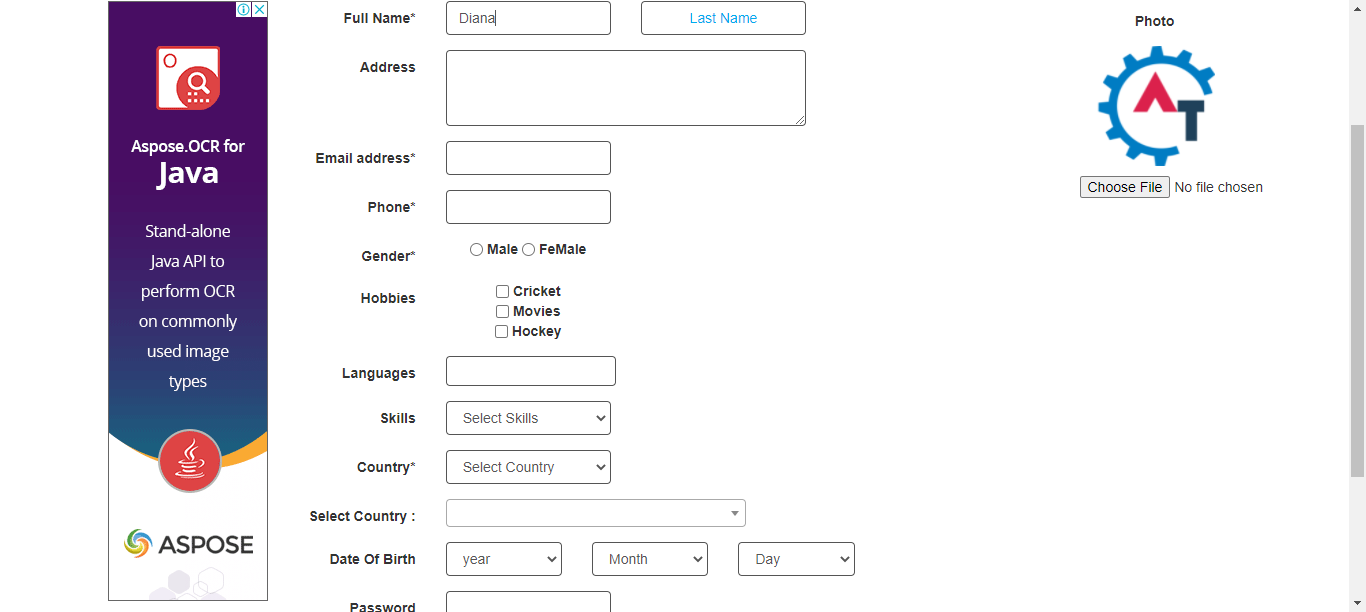 Aspose.OCR for
Java
Stand-alone
Java API to
perform OCR
on commonly
used image
types
ASPOSE
Full Name* Diana Last Name
Address
Email address*
Phone*
Gender* Male FeMale
Hobbies Cricket
Movies
Hockey
Languages
Skills Select Skills
Country* Select Country
Select Country :
Date Of Birth year Month Day
Password
Photo
AT
Choose File No file chosen